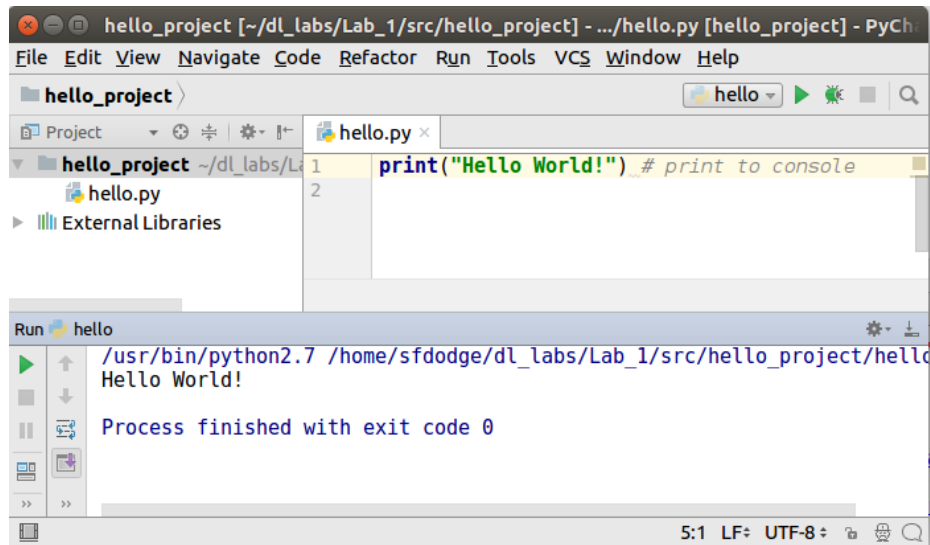 hello_project [~/dl_labs/Lab_1/src/hello_project] - .../hello.py [hello_project] - PyCha
File Edit View Navigate Code Refactor Run Tools VCS Window Help
hello_project
hello
Project
hello.py
hello_project ~/dl_labs/La
hello.py
External Libraries
1 print("Hello World!") # print to console
2
Run hello
/usr/bin/python2.7 /home/sfdodge/dl_labs/Lab_1/src/hello_project/hello
Hello World!
Process finished with exit code 0
5:1 LF UTF-8